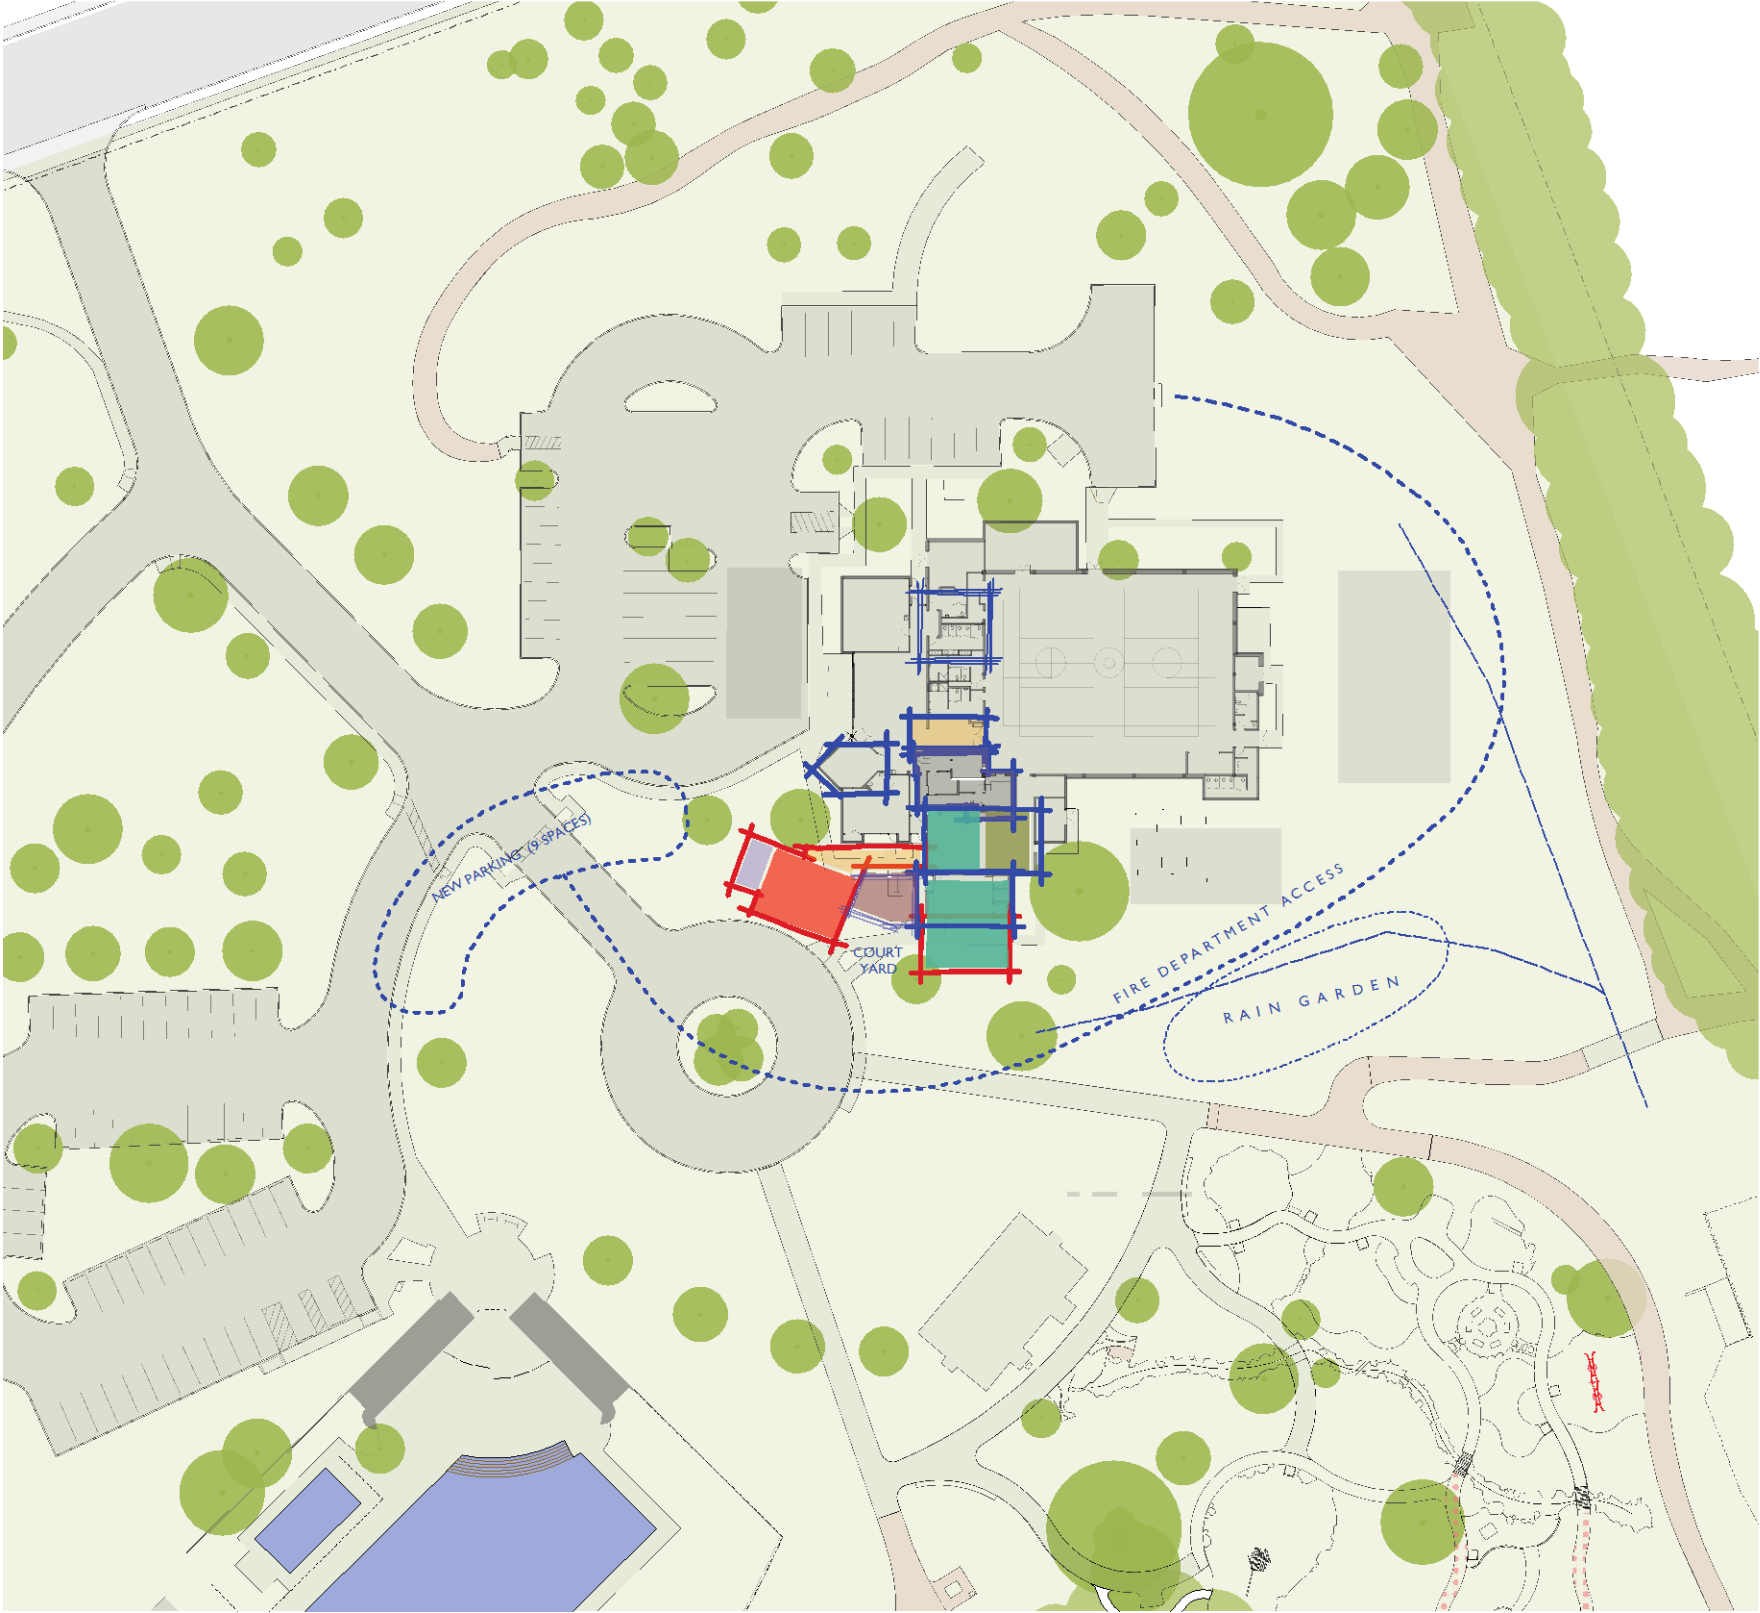 NEW PARKING (9 SPACES)
COURT
YARD
FIRE DEPARTMENT ACCESS
RAIN GARDEN